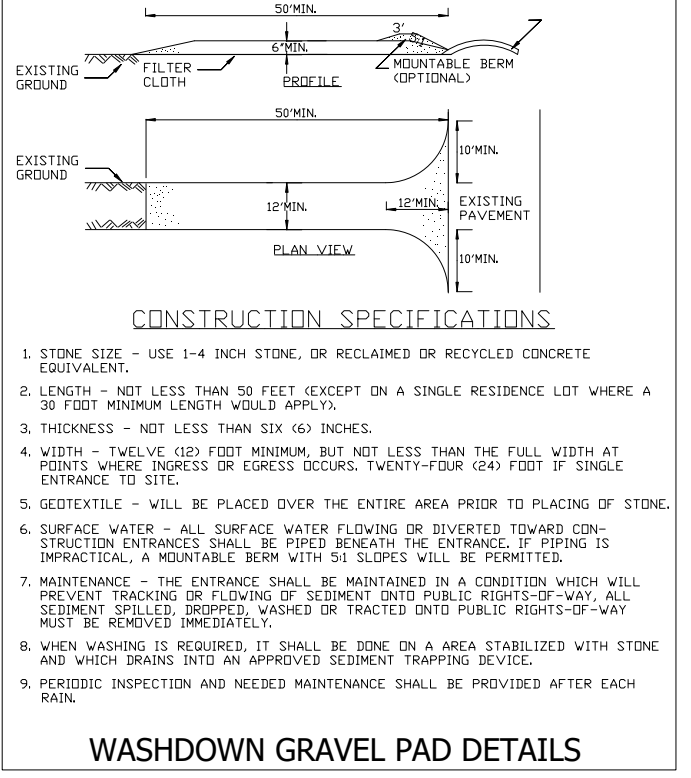 50'MIN.
3'
5:1
6"MIN.
EXISTING
GROUND
FILTER
CLOTH
PROFILE
MOUNTABLE BERM
(OPTIONAL)
50'MIN.
EXISTING
GROUND
10'MIN.
12'MIN.
12'MIN.
EXISTING
PAVEMENT
PLAN VIEW
10'MIN.
CONSTRUCTION SPECIFICATIONS
1. STONE SIZE - USE 1-4 INCH STONE, OR RECLAIMED OR RECYCLED CONCRETE
EQUIVALENT.
2. LENGTH - NOT LESS THAN 50 FEET (EXCEPT ON A SINGLE RESIDENCE LOT WHERE A
30 FOOT MINIMUM LENGTH WOULD APPLY).
3. THICKNESS - NOT LESS THAN SIX (6) INCHES.
4. WIDTH - TWELVE (12) FOOT MINIMUM, BUT NOT LESS THAN THE FULL WIDTH AT
POINTS WHERE INGRESS OR EGRESS OCCURS. TWENTY-FOUR (24) FOOT IF SINGLE
ENTRANCE TO SITE.
5. GEOTEXTILE - WILL BE PLACED OVER THE ENTIRE AREA PRIOR TO PLACING OF STONE.
6. SURFACE WATER - ALL SURFACE WATER FLOWING OR DIVERTED TOWARD CON-
STRUCTION ENTRANCES SHALL BE PIPED BENEATH THE ENTRANCE. IF PIPING IS
IMPRACTICAL, A MOUNTABLE BERM WITH 5:1 SLOPES WILL BE PERMITTED.
7. MAINTENANCE - THE ENTRANCE SHALL BE MAINTAINED IN A CONDITION WHICH WILL
PREVENT TRACKING OR FLOWING OF SEDIMENT ONTO PUBLIC RIGHTS-OF-WAY, ALL
SEDIMENT SPILLED, DROPPED, WASHED OR TRACTED ONTO PUBLIC RIGHTS-OF-WAY
MUST BE REMOVED IMMEDIATELY.
8. WHEN WASHING IS REQUIRED, IT SHALL BE DONE ON A AREA STABILIZED WITH STONE
AND WHICH DRAINS INTO AN APPROVED SEDIMENT TRAPPING DEVICE.
9. PERIODIC INSPECTION AND NEEDED MAINTENANCE SHALL BE PROVIDED AFTER EACH
RAIN.
WASHDOWN GRAVEL PAD DETAILS